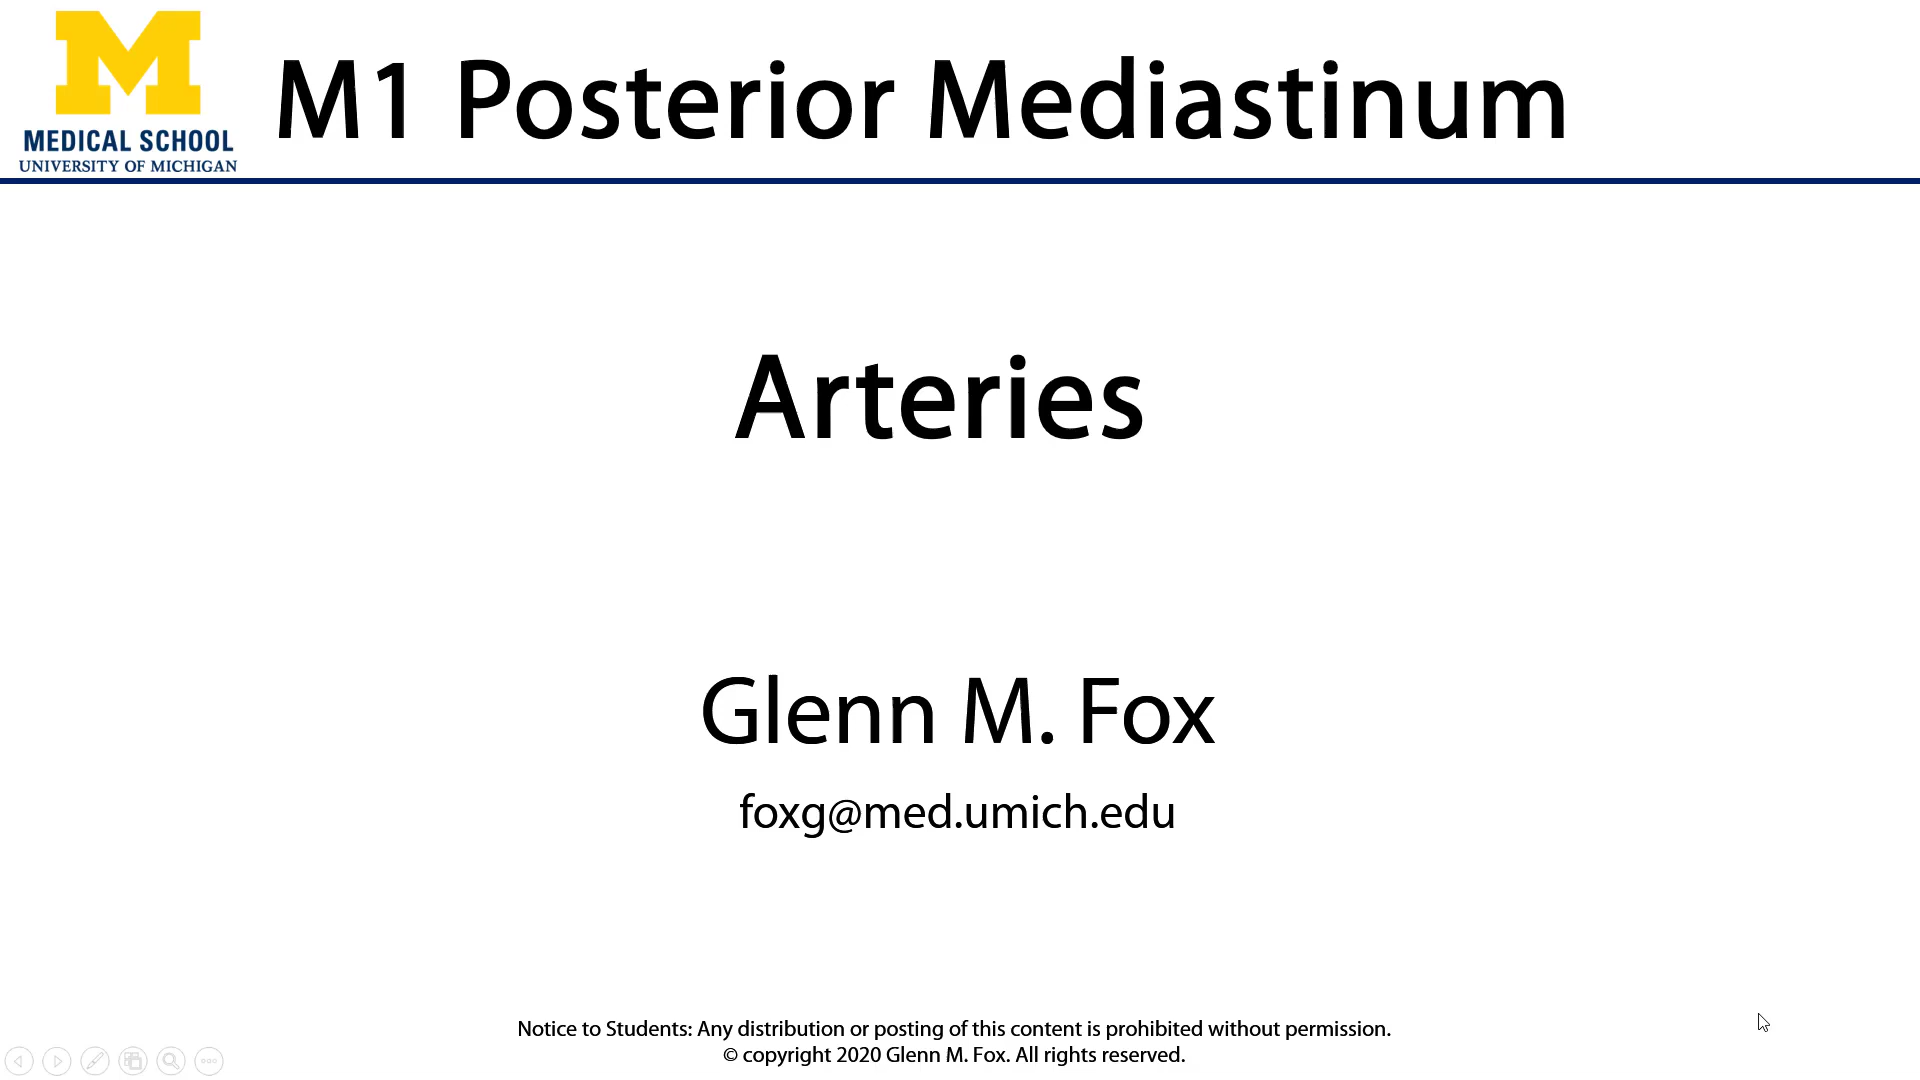 M
MEDICAL SCHOOL
UNIVERSITY OF MICHIGAN
M1 Posterior Mediastinum
Arteries
Glenn M. Fox
foxg@med.umich.edu
Notice to Students: Any distribution or posting of this content is prohibited without permission.
© copyright 2020 Glenn M. Fox. All rights reserved.